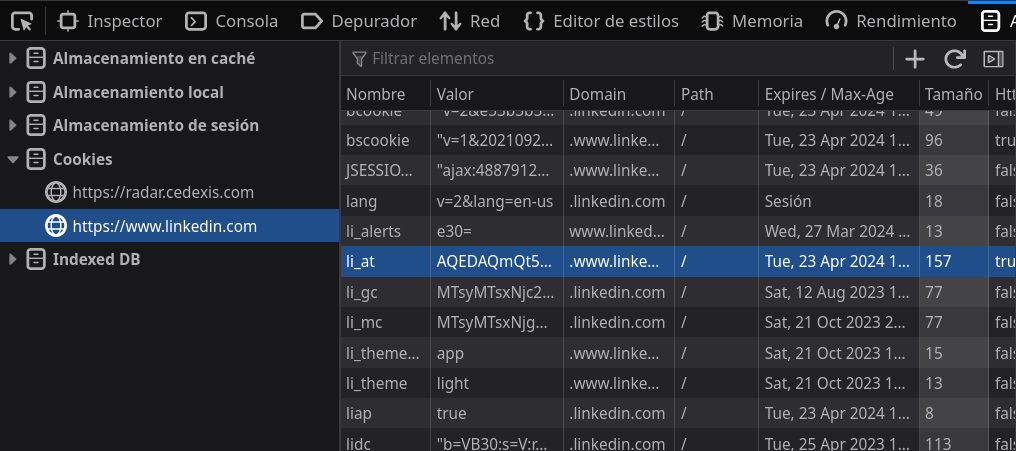 Inspector Consola Depurador Red Editor de estilos Memoria Rendimiento A
Almacenamiento en caché
Almacenamiento local
Almacenamiento de sesión
Cookies
https://radar.cedexis.com
https://www.linkedin.com
Indexed DB
Filtrar elementos
Nombre Valor Domain Path Expires / Max-Age Tamaño Htt
bcookie "v=2&e53b5b5... .linkedin.com / Tue, 23 Apr 2024 1... 49 fals
bscookie "v=1&2021092... .www.linke... / Tue, 23 Apr 2024 1... 96 tru
JSESSIO... "ajax:4887912... .www.linke... / Tue, 23 Apr 2024 1... 36 fals
lang v=2&lang=en-us .linkedin.com / Sesión 18 fals
li_alerts e30= www.linked... / Wed, 27 Mar 2024 ... 13 fals
li_at AQEDAQmQt5... .www.linke... / Tue, 23 Apr 2024 1... 157 tru
li_gc MTsyMTsxNjc2... .linkedin.com / Sat, 12 Aug 2023 1... 77 fals
li_mc MTsyMTsxNjg... .linkedin.com / Sat, 21 Oct 2023 2... 77 fals
li_theme... app .www.linke... / Sat, 21 Oct 2023 1... 15 fals
li_theme light .www.linke... / Sat, 21 Oct 2023 1... 13 fals
liap true .linkedin.com / Tue, 23 Apr 2024 1... 8 fals
lidc "b=VB30:s=V:r... .linkedin.com / Tue, 25 Apr 2023 1... 113 fals